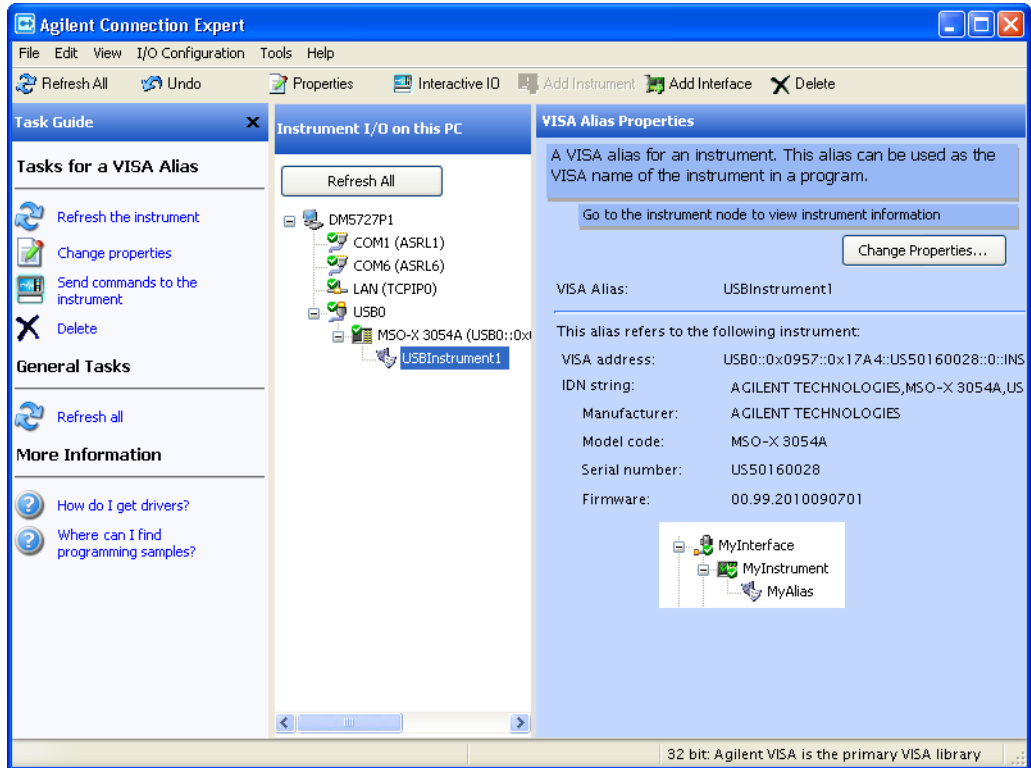 Agilent Connection Expert
File Edit View I/O Configuration Tools Help
Refresh All Undo Properties Interactive IO Add Instrument Add Interface Delete
Task Guide
Tasks for a VISA Alias
Refresh the instrument
Change properties
Send commands to the
instrument
Delete
General Tasks
Refresh all
More Information
How do I get drivers?
Where can I find
programming samples?
Instrument I/O on this PC
Refresh All
DM5727P1
COM1 (ASRL1)
COM6 (ASRL6)
LAN (TCPIP0)
USB0
MSO-X 3054A (USB0::0x
USBInstrument1
VISA Alias Properties
A VISA alias for an instrument. This alias can be used as the
VISA name of the instrument in a program.
Go to the instrument node to view instrument information
Change Properties...
VISA Alias: USBInstrument1
This alias refers to the following instrument:
VISA address: USB0::0x0957::0x17A4::US50160028::0::INS
IDN string: AGILENT TECHNOLOGIES,MSO-X 3054A,US
Manufacturer: AGILENT TECHNOLOGIES
Model code: MSO-X 3054A
Serial number: US50160028
Firmware: 00.99.2010090701
MyInterface
MyInstrument
MyAlias
32 bit: Agilent VISA is the primary VISA library